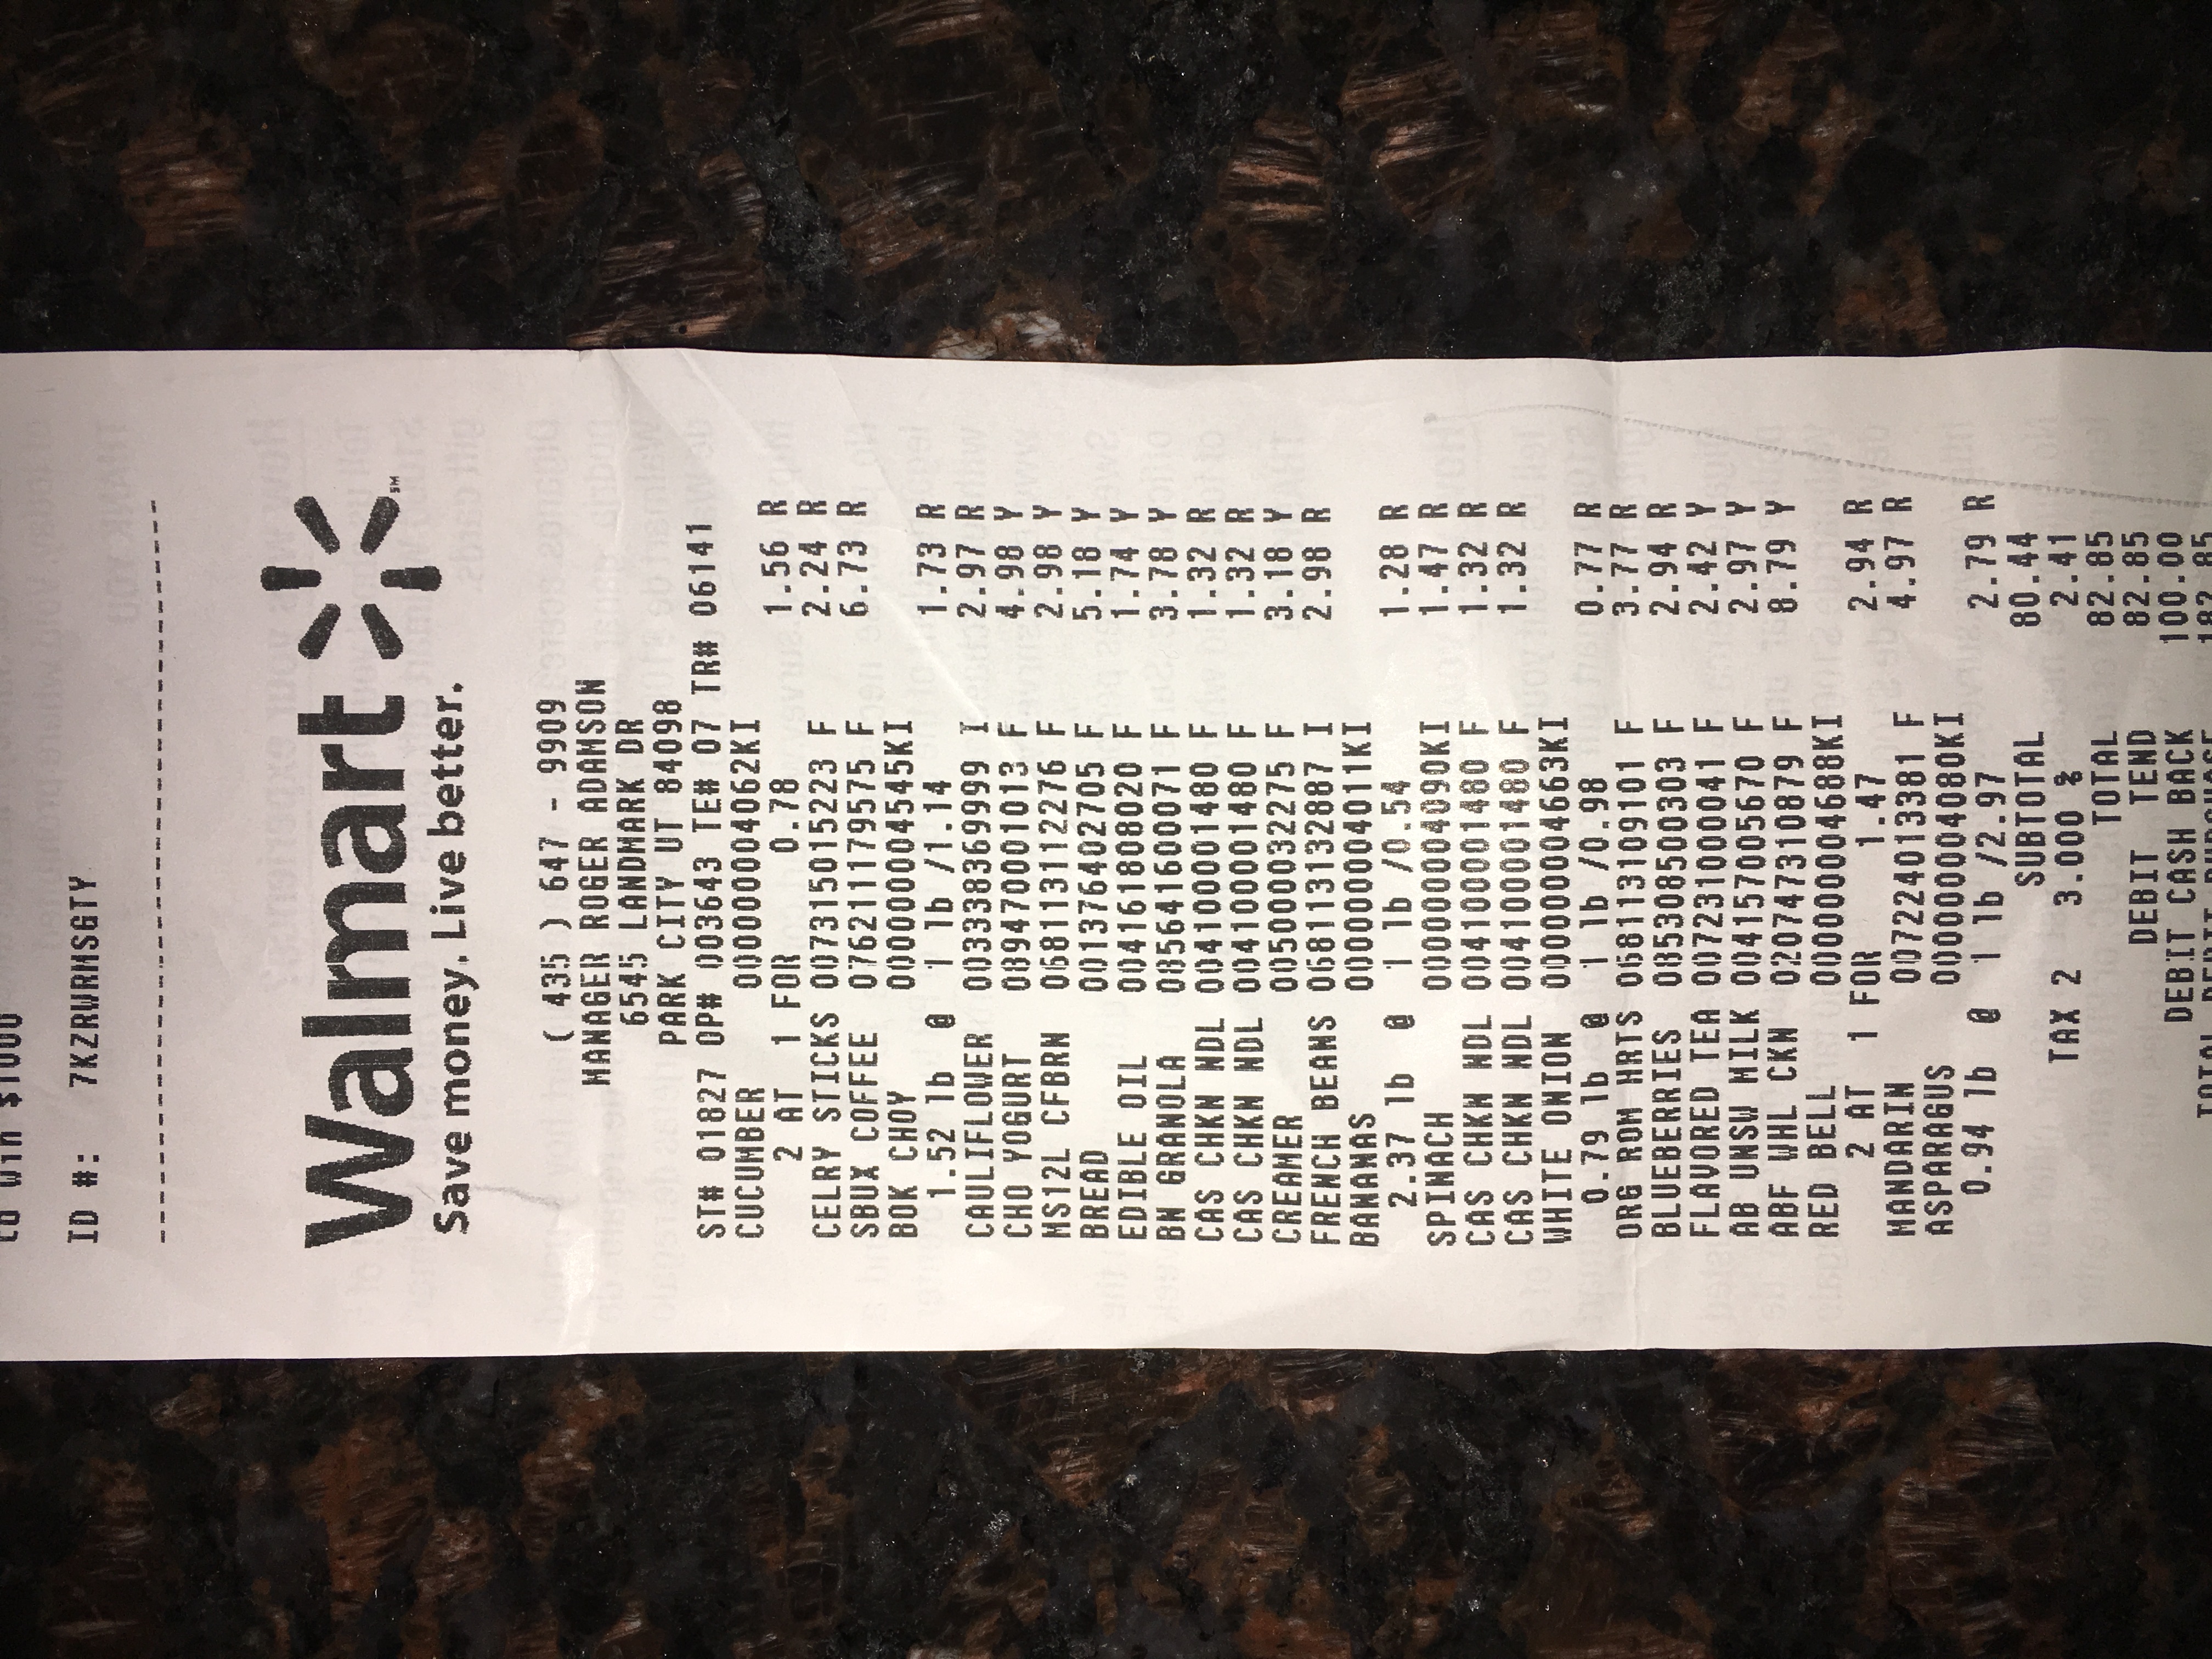 to win $1000
ID #: 7KZRWRMSGTY
Walmart
Save money. Live better.
( 435 ) 647 - 9909
MANAGER ROGER ADAMSON
6545 LANDMARK DR
PARK CITY UT 84098
ST# 01827 OP# 003643 TE# 07 TR# 06141
CUCUMBER 000000004062KI
2 AT 1 FOR 0.78 1.56 R
CELRY STICKS 007315015223 F 2.24 R
SBUX COFFEE 076211179575 F 6.73 R
BOK CHOY 000000004545KI
1.52 lb @ 1 lb /1.14 1.73 R
CAULIFLOWER 003338369999 I 2.97 R
CHO YOGURT 089470001013 F 4.98 Y
MS12L CFBRN 068113112276 F 2.98 Y
BREAD 001376402705 F 5.18 Y
EDIBLE OIL 004161808020 F 1.74 Y
BN GRANOLA 085641600071 F 3.78 Y
CAS CHKN NDL 004100001480 F 1.32 R
CAS CHKN NDL 004100001480 F 1.32 R
CREAMER 005000032275 F 3.18 Y
FRENCH BEANS 068113132887 I 2.98 R
BANANAS 000000004011KI
2.37 lb @ 1 lb /0.54 1.28 R
SPINACH 000000004090KI 1.47 R
CAS CHKN NDL 004100001480 F 1.32 R
CAS CHKN NDL 004100001480 F 1.32 R
WHITE ONION 000000004663KI
0.79 lb @ 1 lb /0.98 0.77 R
ORG ROM HRTS 068113109101 F 3.77 R
BLUEBERRIES 085308500303 F 2.94 R
FLAVORED TEA 007231000041 F 2.42 Y
AB UNSW MILK 004157005670 F 2.97 Y
ABF WHL CKN 020747310879 F 8.79 Y
RED BELL 000000004688KI
2 AT 1 FOR 1.47 2.94 R
MANDARIN 007224013381 F 4.97 R
ASPARAGUS 000000004080KI
0.94 lb @ 1 lb /2.97 2.79 R
SUBTOTAL 80.44
TAX 2 3.000 % 2.41
TOTAL 82.85
DEBIT TEND 82.85
DEBIT CASH BACK 100.00
TOTAL DEBIT PURCHASE 182.85